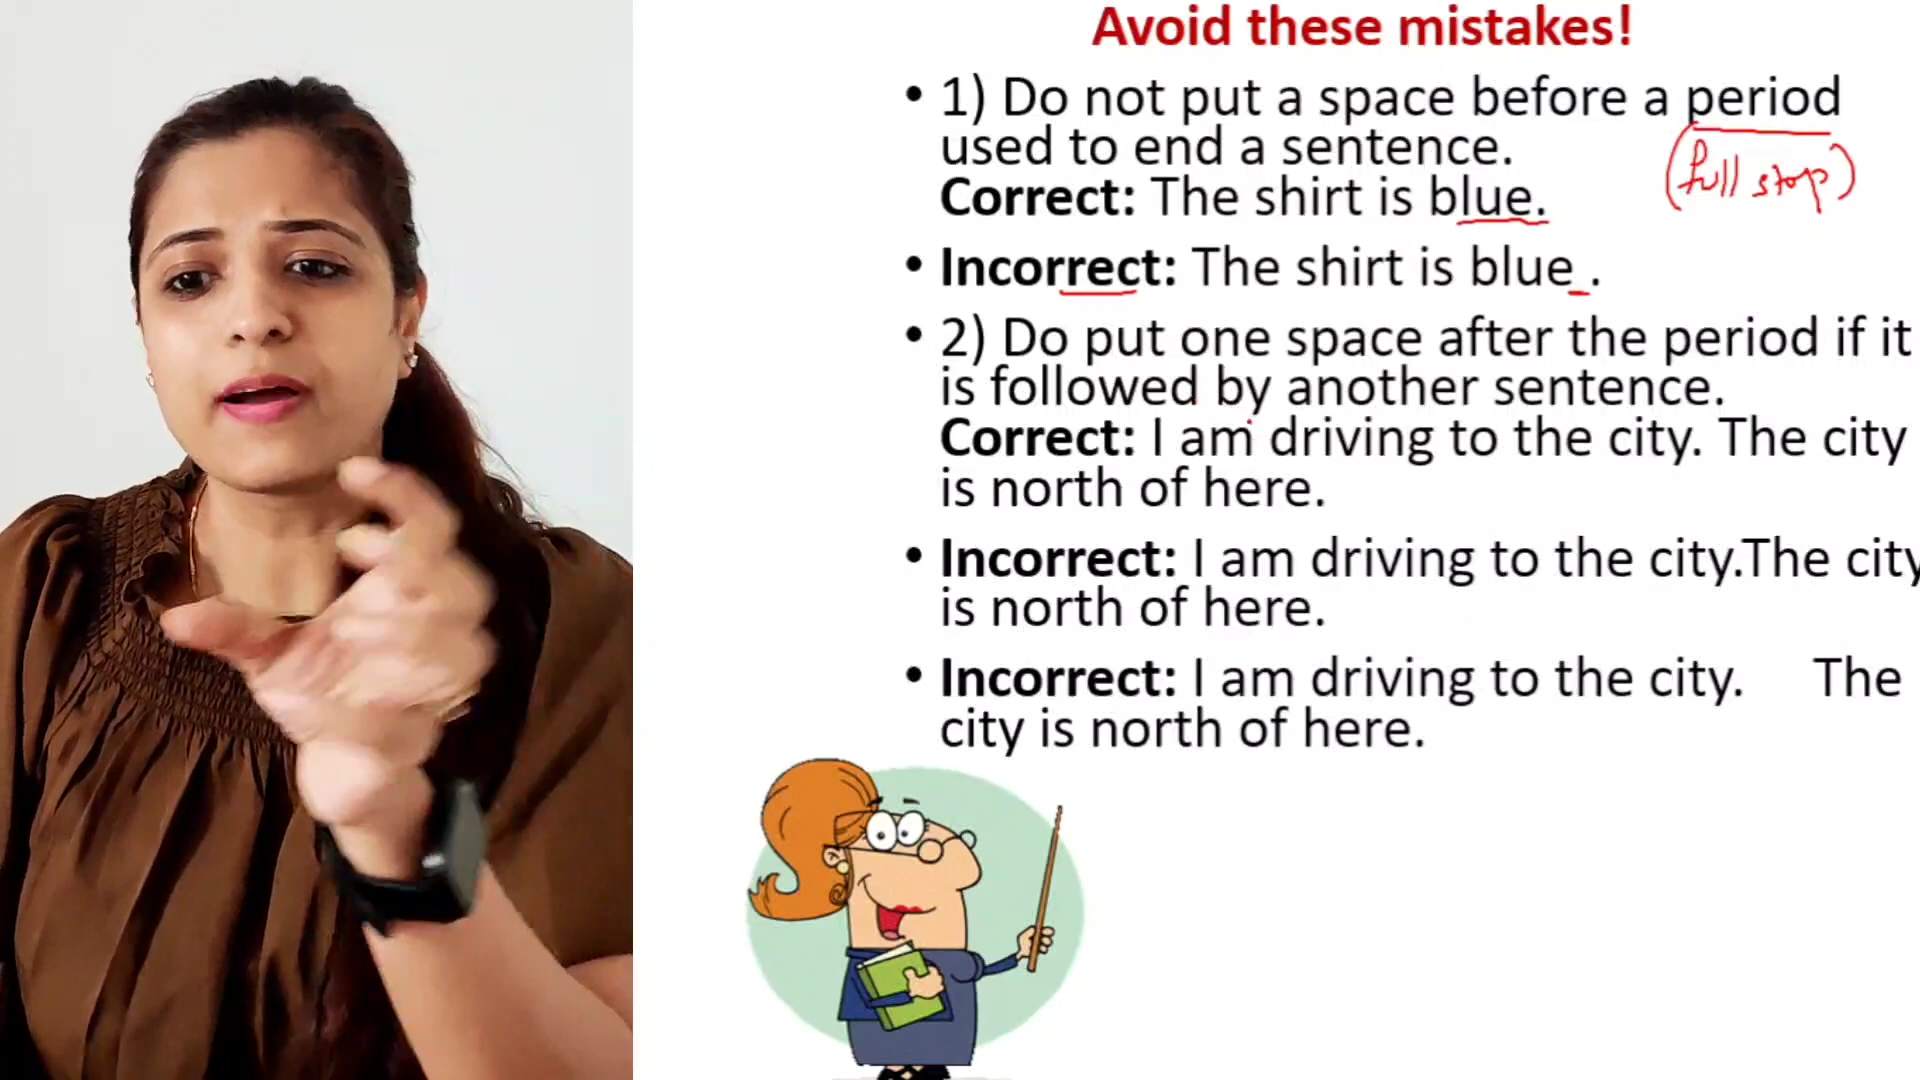 Avoid these mistakes!
• 1) Do not put a space before a period
used to end a sentence.
(full stop)
Correct: The shirt is blue.
• Incorrect: The shirt is blue .
• 2) Do put one space after the period if it
is followed by another sentence.
Correct: I am driving to the city. The city
is north of here.
• Incorrect: I am driving to the city.The city
is north of here.
• Incorrect: I am driving to the city.    The
city is north of here.